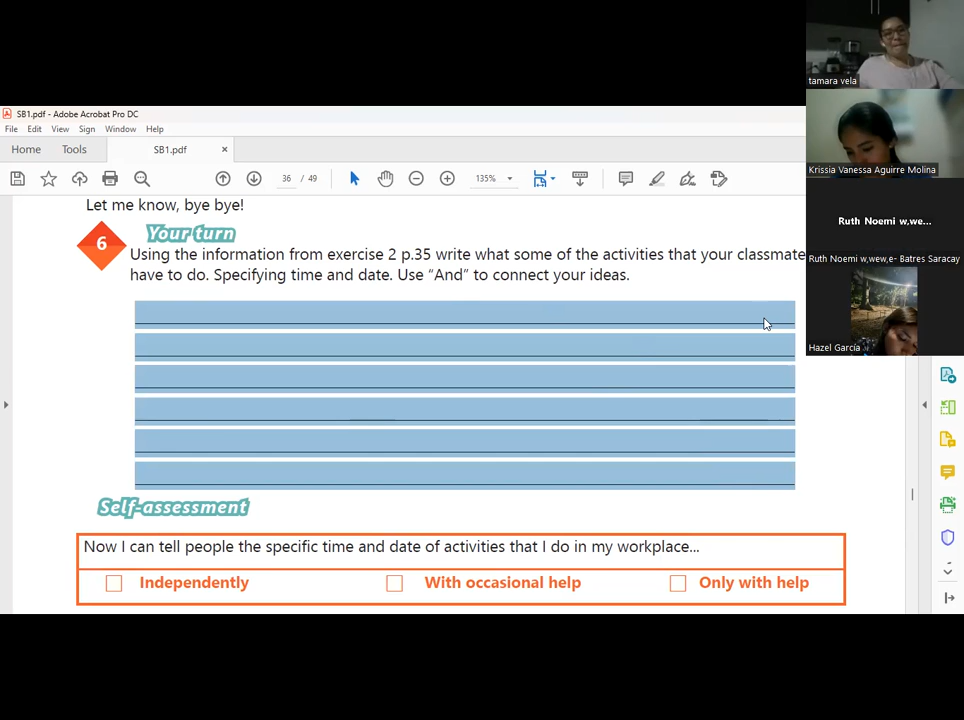 SB1.pdf - Adobe Acrobat Pro DC
File Edit View Sign Window Help
Home Tools SB1.pdf ×
36 / 49 135%
Let me know, bye bye!
6 Your turn
Using the information from exercise 2 p.35 write what some of the activities that your classmate
have to do. Specifying time and date. Use “And” to connect your ideas.
Self-assessment
Now I can tell people the specific time and date of activities that I do in my workplace...
Independently With occasional help Only with help
tamara vela
Krissia Vanessa Aguirre Molina
Ruth Noemi w,we...
Ruth Noemi w,wew,e- Batres Saracay
Hazel García